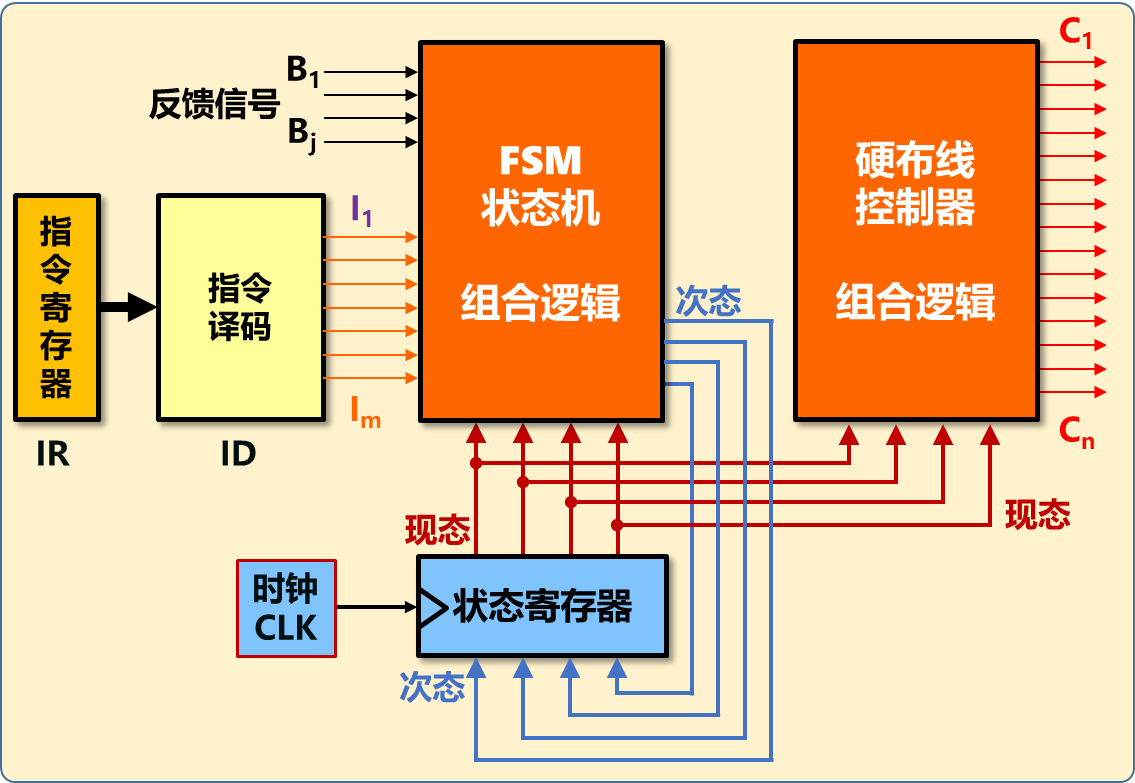 B1
反馈信号
Bj
C1
FSM
状态机
组合逻辑
硬布线
控制器
组合逻辑
指令寄存器
IR
指令
译码
ID
I1
Im
次态
Cn
现态
现态
时钟
CLK
状态寄存器
次态